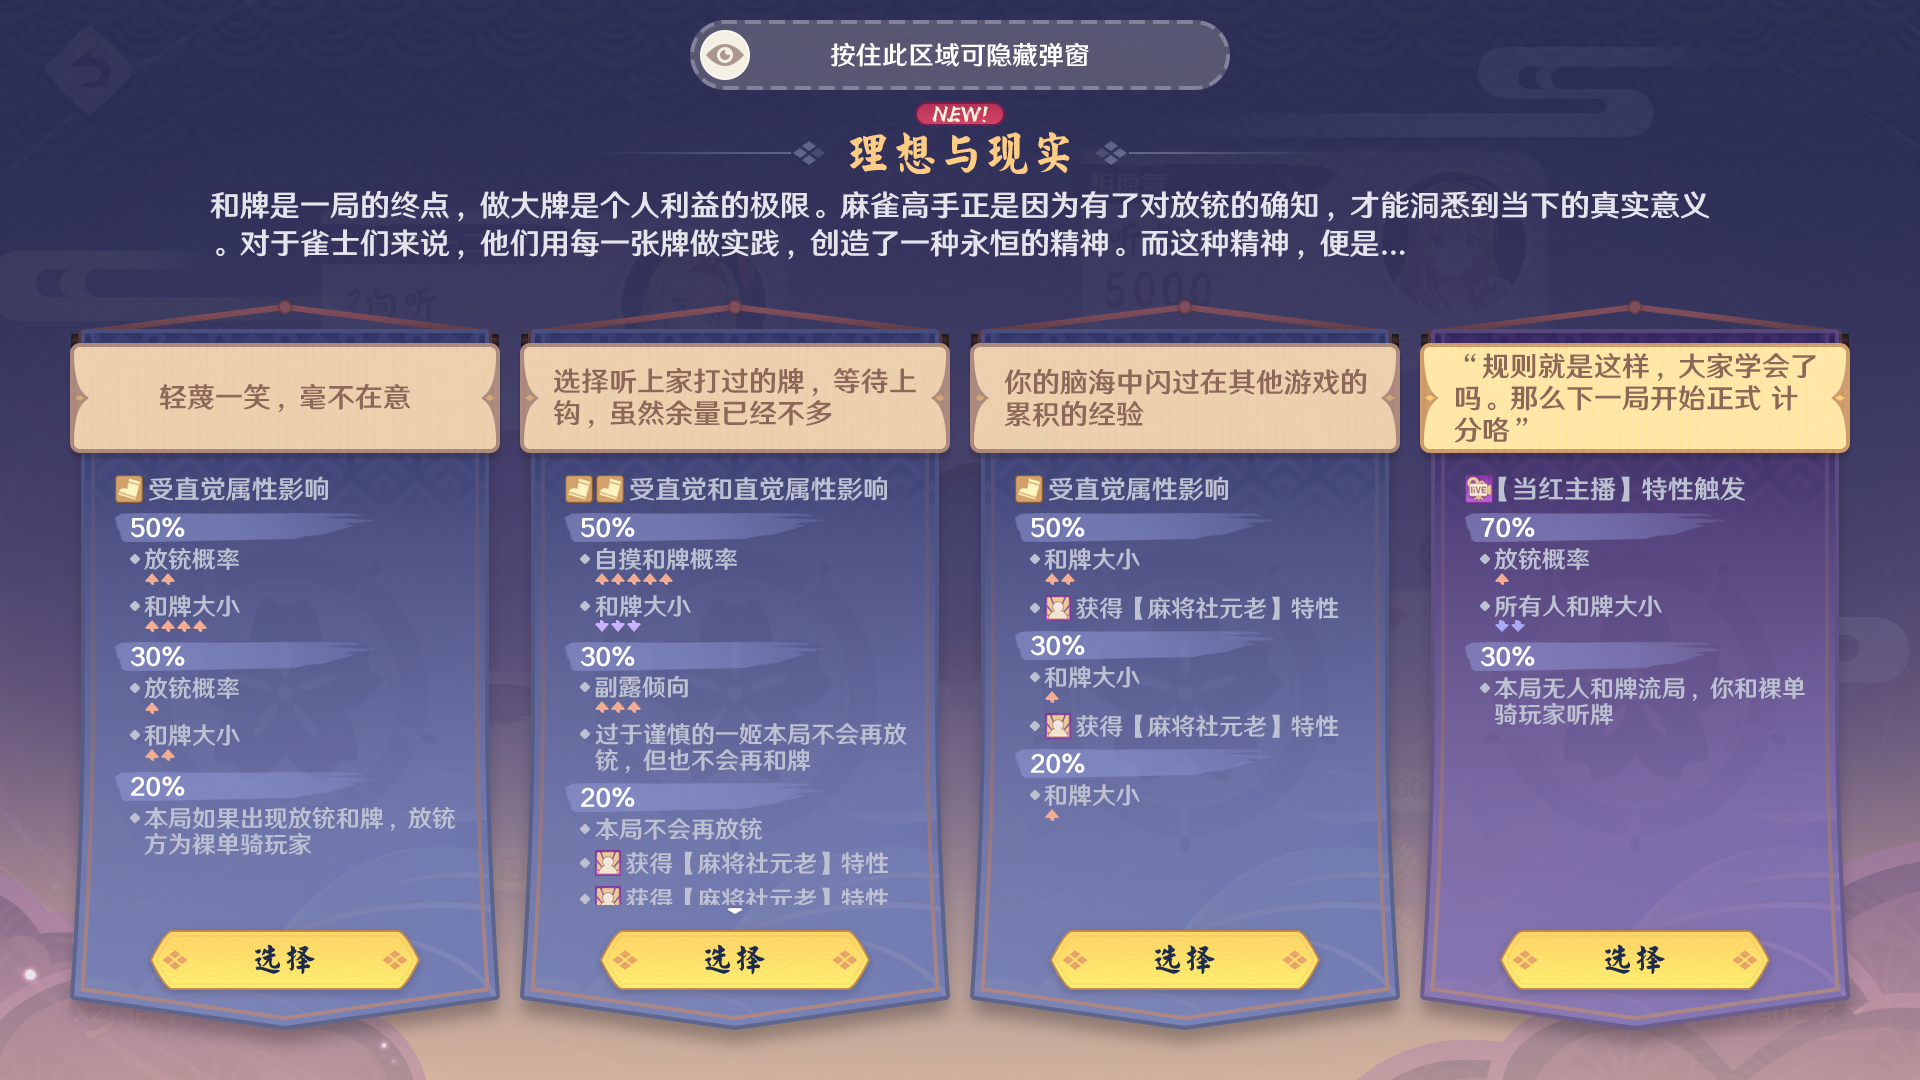 按住此区域可隐藏弹窗
NEW!
理想与现实
和牌是一局的终点，做大牌是个人利益的极限。麻雀高手正是因为有了对放铳的确知，才能洞悉到当下的真实意义
。对于雀士们来说，他们用每一张牌做实践，创造了一种永恒的精神。而这种精神，便是...
2向听
5000
轻蔑一笑，毫不在意
受直觉属性影响
50%
放铳概率
和牌大小
30%
放铳概率
和牌大小
20%
本局如果出现放铳和牌，放铳
方为裸单骑玩家
选择
选择听上家打过的牌，等待上
钩，虽然余量已经不多
受直觉和直觉属性影响
50%
自摸和牌概率
和牌大小
30%
副露倾向
过于谨慎的一姬本局不会再放
铳，但也不会再和牌
20%
本局不会再放铳
获得【麻将社元老】特性
获得【麻将社元老】特性
选择
你的脑海中闪过在其他游戏的
累积的经验
受直觉属性影响
50%
和牌大小
获得【麻将社元老】特性
30%
和牌大小
获得【麻将社元老】特性
20%
和牌大小
选择
“规则就是这样，大家学会了
吗。那么下一局开始正式 计
分咯”
LIVE
【当红主播】特性触发
70%
放铳概率
所有人和牌大小
30%
本局无人和牌流局，你和裸单
骑玩家听牌
选择